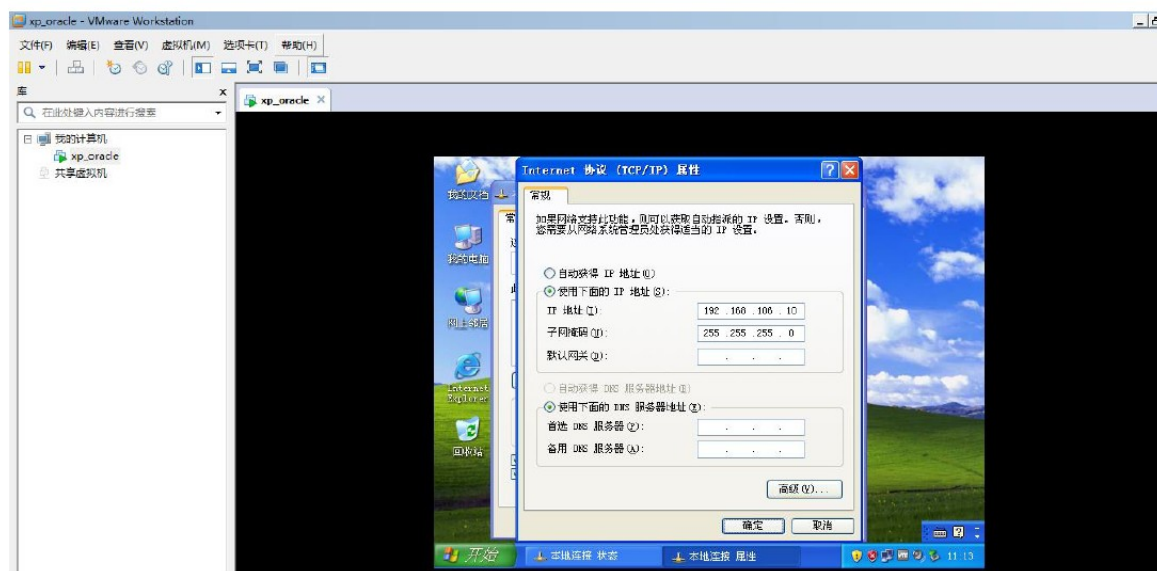 xp_oracle - VMware Workstation
文件(F) 编辑(E) 查看(V) 虚拟机(M) 选项卡(T) 帮助(H)
库 x
在此处键入内容进行搜索
xp_oracle ×
我的计算机
xp_oracle
共享虚拟机
我的文档
我的电脑
网上邻居
Internet
Explorer
回收站
Internet 协议 (TCP/IP) 属性
常规
如果网络支持此功能,则可以获取自动指派的 IP 设置。否则,
您需要从网络系统管理员处获得适当的 IP 设置。
自动获得 IP 地址(O)
使用下面的 IP 地址(S):
IP 地址(I): 192 .168 .106 . 10
子网掩码(U): 255 .255 .255 . 0
默认网关(D):
自动获得 DNS 服务器地址(B)
使用下面的 DNS 服务器地址(E):
首选 DNS 服务器(P):
备用 DNS 服务器(A):
高级(V)...
确定 取消
开始 本地连接 状态 本地连接 属性 11:13